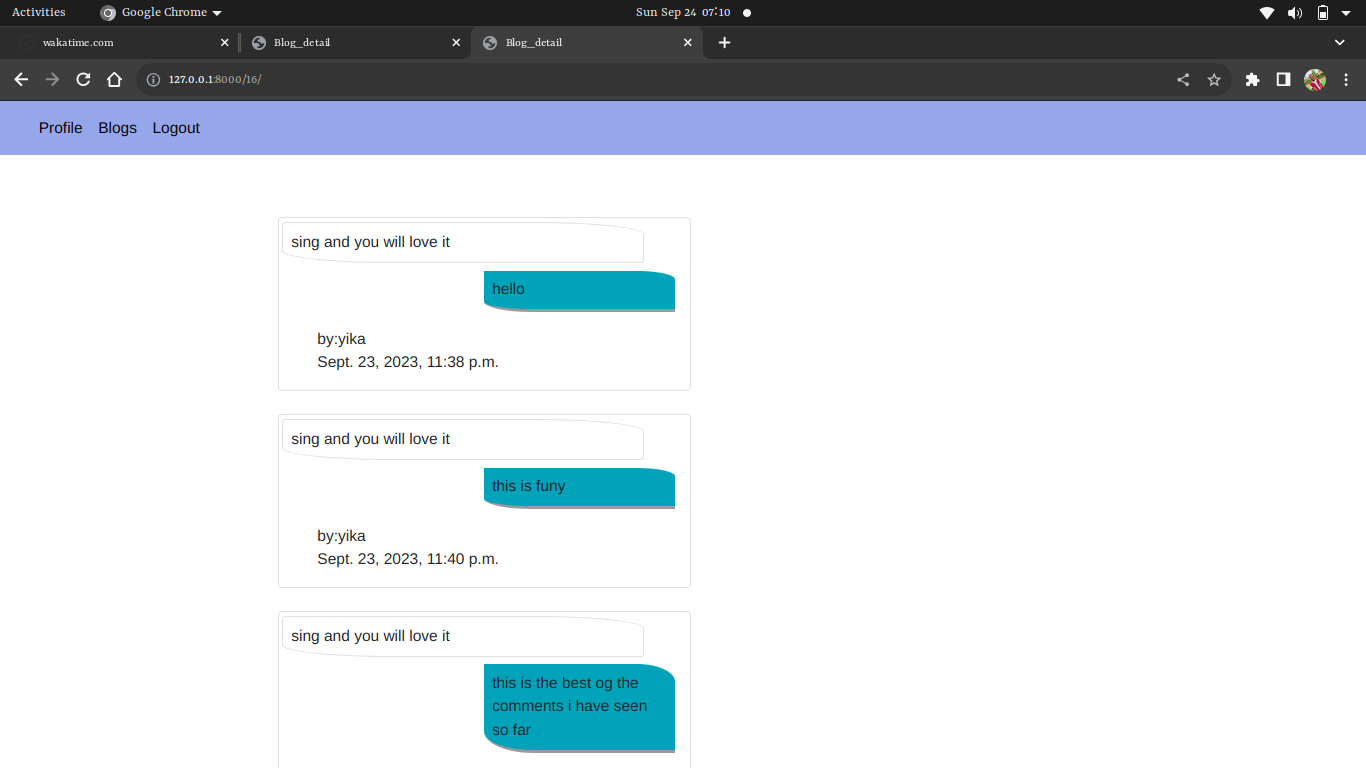 Activities
Google Chrome
Sun Sep 24 07:10
wakatime.com
Blog_detail
Blog_detail
127.0.0.1:8000/16/
Profile Blogs Logout
sing and you will love it
hello
by:yika
Sept. 23, 2023, 11:38 p.m.
sing and you will love it
this is funy
by:yika
Sept. 23, 2023, 11:40 p.m.
sing and you will love it
this is the best og the
comments i have seen
so far